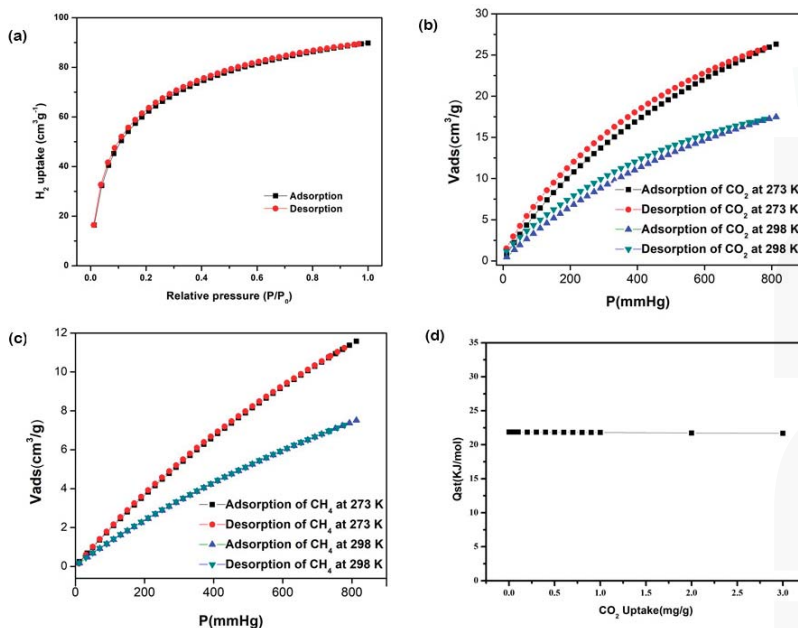 (a)
100
80
60
40
20
0
H₂ uptake (cm³g⁻¹)
Adsorption
Desorption
0.0 0.2 0.4 0.6 0.8 1.0
Relative pressure (P/P₀)
(b)
30
25
20
15
10
5
0
Vads(cm³/g)
Adsorption of CO₂ at 273 K
Desorption of CO₂ at 273 K
Adsorption of CO₂ at 298 K
Desorption of CO₂ at 298 K
0 200 400 600 800
P(mmHg)
(c)
12
10
8
6
4
2
0
Vads(cm³/g)
Adsorption of CH₄ at 273 K
Desorption of CH₄ at 273 K
Adsorption of CH₄ at 298 K
Desorption of CH₄ at 298 K
0 200 400 600 800
P(mmHg)
(d)
35
30
25
20
15
10
5
0
Qst(KJ/mol)
0.0 0.5 1.0 1.5 2.0 2.5 3.0
CO₂ Uptake(mg/g)